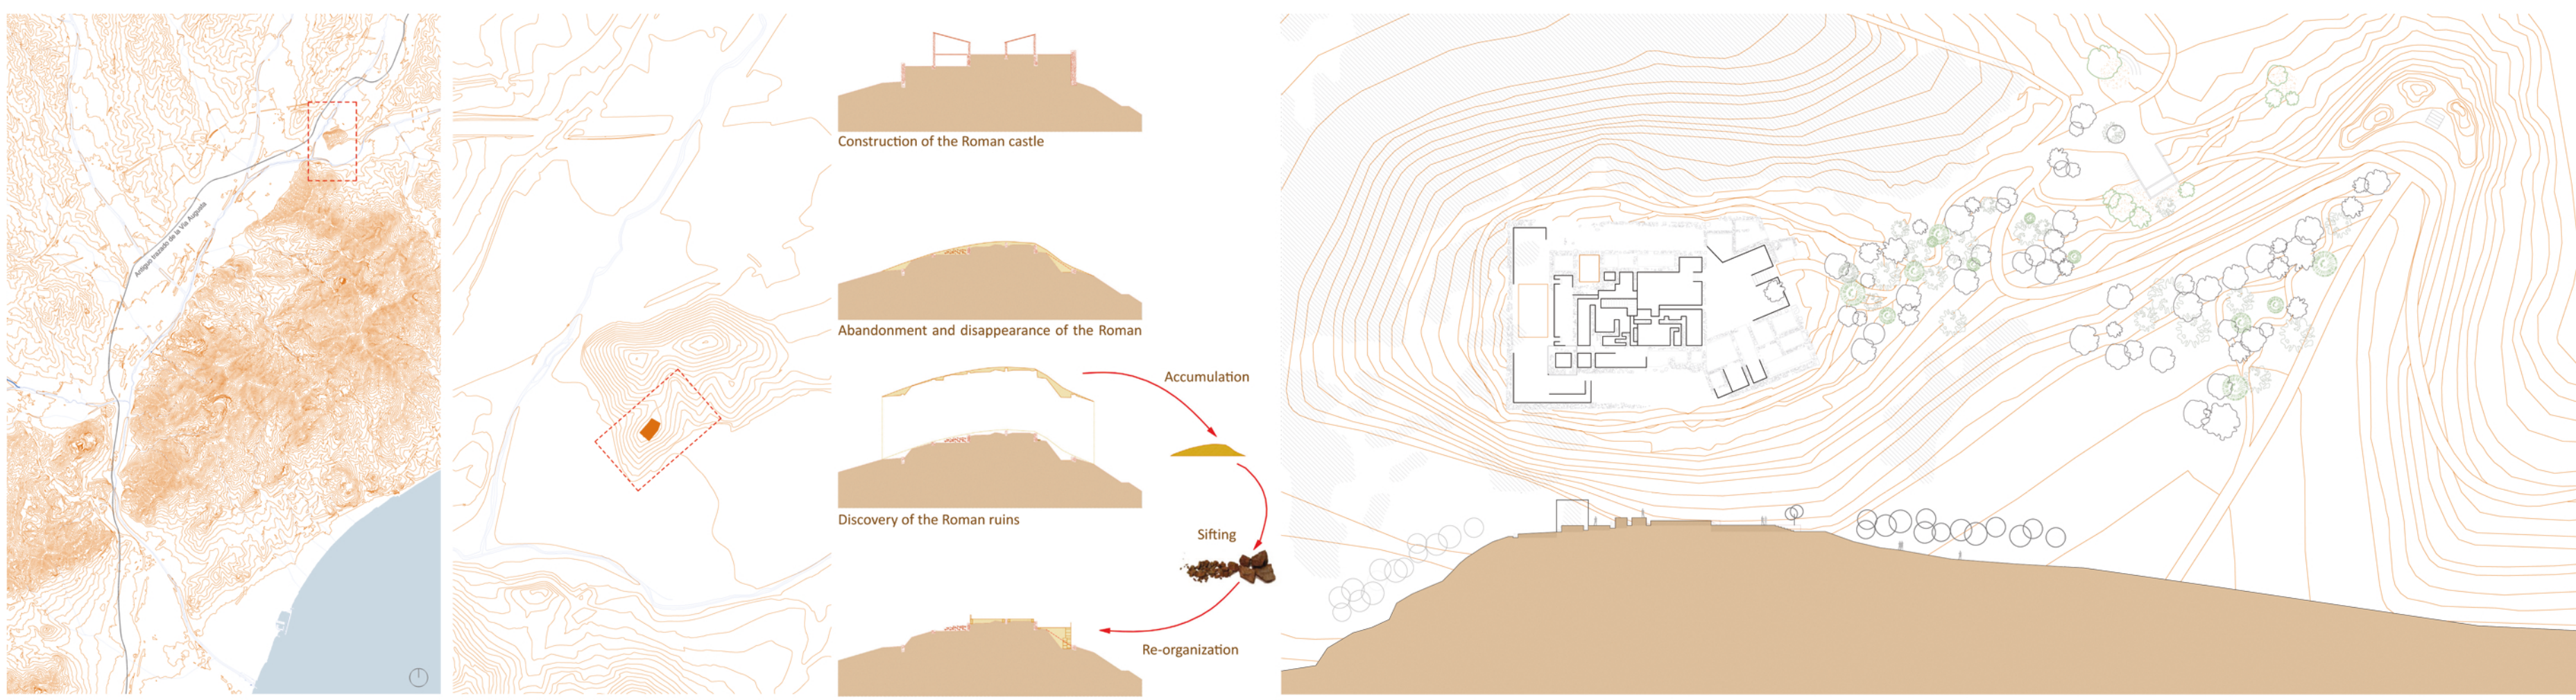 Antiguo trazado de la Vía Augusta
Construction of the Roman castle
Abandonment and disappearance of the Roman
Accumulation
Discovery of the Roman ruins
Sifting
Re-organization